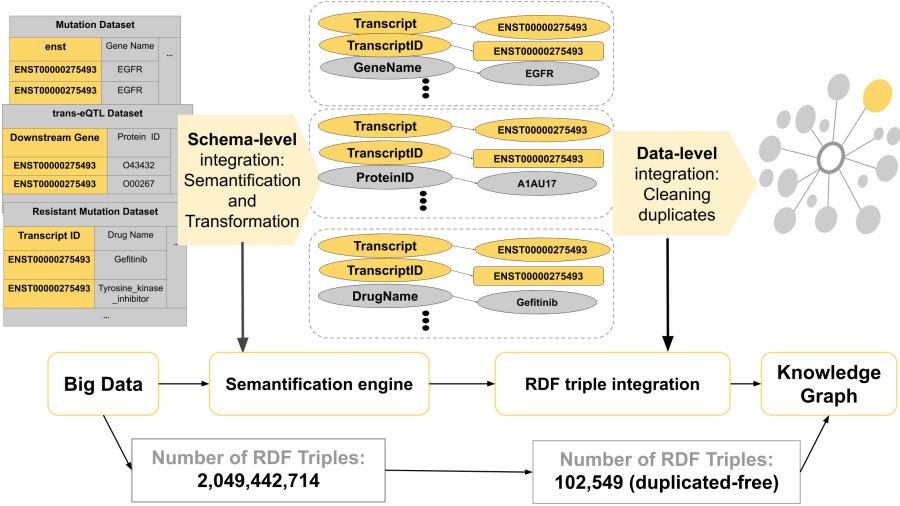 Mutation Dataset
enst
Gene Name
...
ENST00000275493
EGFR
ENST00000275493
EGFR
trans-eQTL Dataset
Downstream Gene
Protein ID
ENST00000275493
O43432
ENST00000275493
O00267
Resistant Mutation Dataset
Transcript ID
Drug Name
..
ENST00000275493
Gefitinib
ENST00000275493
Tyrosine_kinase
_inhibitor
...
Schema-level
integration:
Semantification
and
Transformation
Transcript
ENST00000275493
TranscriptID
ENST00000275493
GeneName
EGFR
Transcript
ENST00000275493
TranscriptID
ENST00000275493
ProteinID
A1AU17
Transcript
ENST00000275493
TranscriptID
ENST00000275493
DrugName
Gefitinib
Data-level
integration:
Cleaning
duplicates
Big Data
Semantification engine
RDF triple integration
Knowledge
Graph
Number of RDF Triples:
2,049,442,714
Number of RDF Triples:
102,549 (duplicated-free)